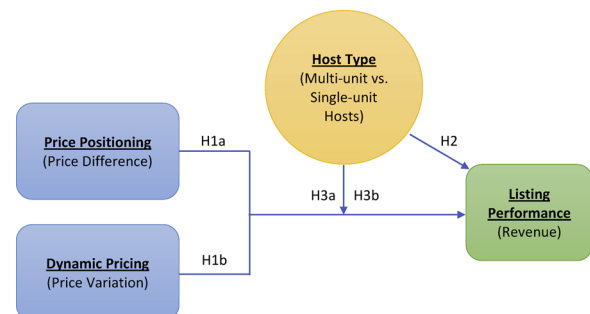 Host Type
(Multi-unit vs.
Single-unit
Hosts)
Price Positioning
(Price Difference)
H1a
H2
H3a
H3b
Listing
Performance
(Revenue)
Dynamic Pricing
(Price Variation)
H1b